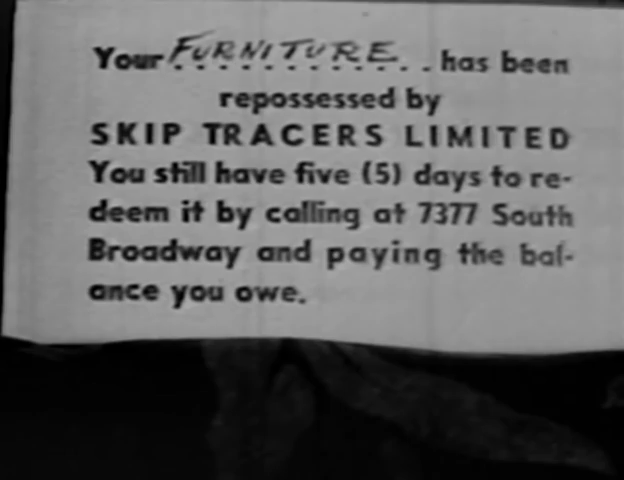 Your FURNITURE has been
repossessed by
SKIP TRACERS LIMITED
You still have five (5) days to re-
deem it by calling at 7377 South
Broadway and paying the bal-
ance you owe.